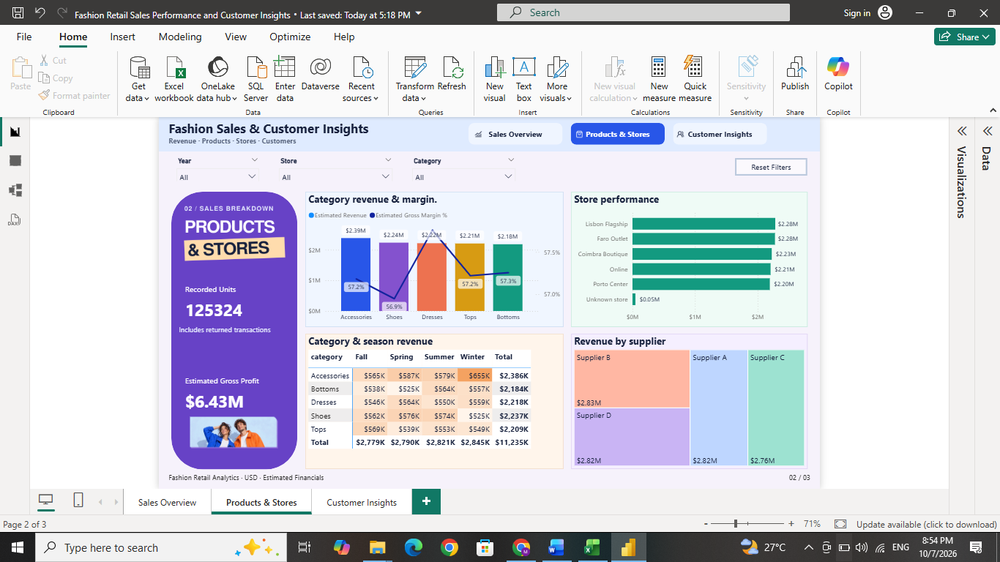 Fashion Retail Sales Performance and Customer Insights • Last saved: Today at 5:18 PM
Search
Sign in
File Home Insert Modeling View Optimize Help
Share
Paste
Cut
Copy
Format painter
Clipboard
Get data
Excel workbook
OneLake data hub
SQL Server
Enter data
Dataverse
Recent sources
Data
Transform data
Refresh
Queries
New visual
Text box
More visuals
Insert
New visual calculation
New measure
Quick measure
Calculations
Sensitivity
Sensitivity
Publish
Share
Copilot
Copilot
Fashion Sales & Customer Insights
Revenue · Products · Stores · Customers
Sales Overview
Products & Stores
Customer Insights
Year
All
Store
All
Category
All
Reset Filters
02 / SALES BREAKDOWN
PRODUCTS
& STORES
Recorded Units
125324
Includes returned transactions
Estimated Gross Profit
$6.43M
Category revenue & margin.
Estimated Revenue Estimated Gross Margin %
$2.39M $2.24M $2.22M $2.21M $2.18M
$2M
$1M
$0M
57.5%
57.0%
57.2% 56.9% 57.2% 57.3%
Accessories Shoes Dresses Tops Bottoms
Store performance
Lisbon Flagship $2.28M
Faro Outlet $2.28M
Coimbra Boutique $2.23M
Online $2.21M
Porto Center $2.20M
Unknown store $0.05M
$0M $1M $2M
Category & season revenue
category Fall Spring Summer Winter Total
Accessories $565K $587K $579K $655K $2,386K
Bottoms $538K $525K $564K $557K $2,184K
Dresses $546K $564K $550K $559K $2,218K
Shoes $562K $576K $574K $525K $2,237K
Tops $569K $539K $553K $549K $2,209K
Total $2,779K $2,790K $2,821K $2,845K $11,235K
Revenue by supplier
Supplier B
$2.83M
Supplier D
$2.82M
Supplier A
$2.82M
Supplier C
$2.76M
Fashion Retail Analytics · USD · Estimated Financials
02 / 03
Visualizations
Data
DAX
Sales Overview
Products & Stores
Customer Insights
Page 2 of 3
71%
Update available (click to download)
Type here to search
27°C
ENG
8:54 PM
10/7/2026